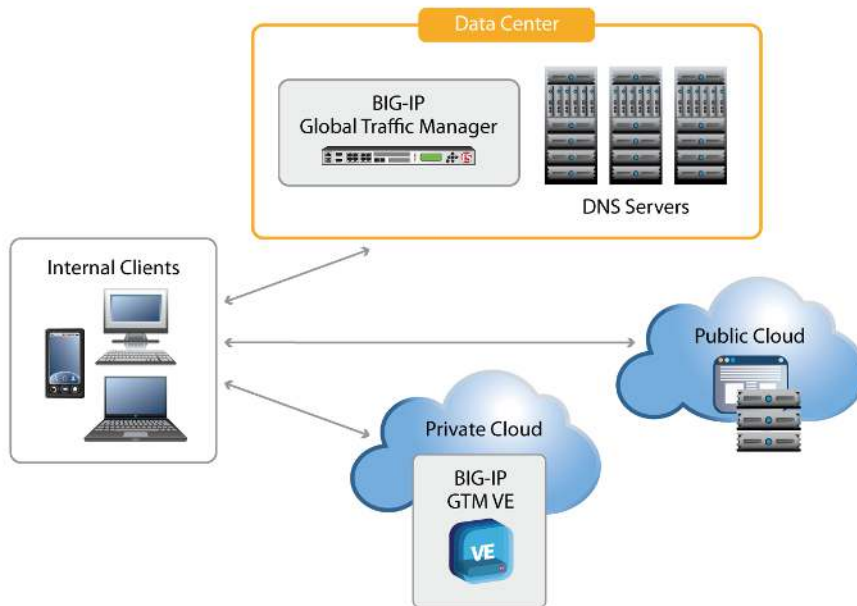 Data Center
BIG-IP
Global Traffic Manager
DNS Servers
Internal Clients
Public Cloud
Private Cloud
BIG-IP
GTM VE
VE